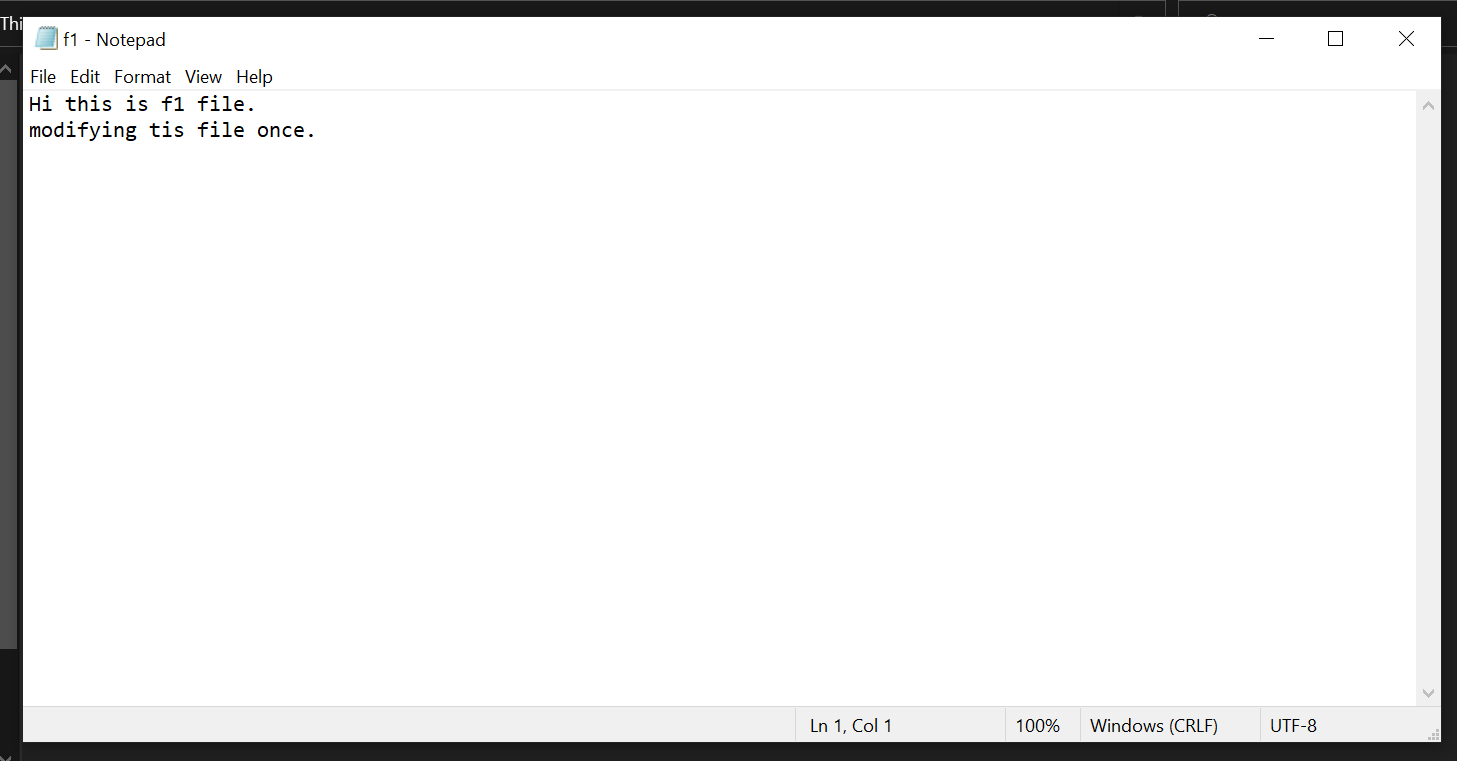 Thi
f1 - Notepad
File Edit Format View Help
Hi this is f1 file.
modifying tis file once.
Ln 1, Col 1 100% Windows (CRLF) UTF-8